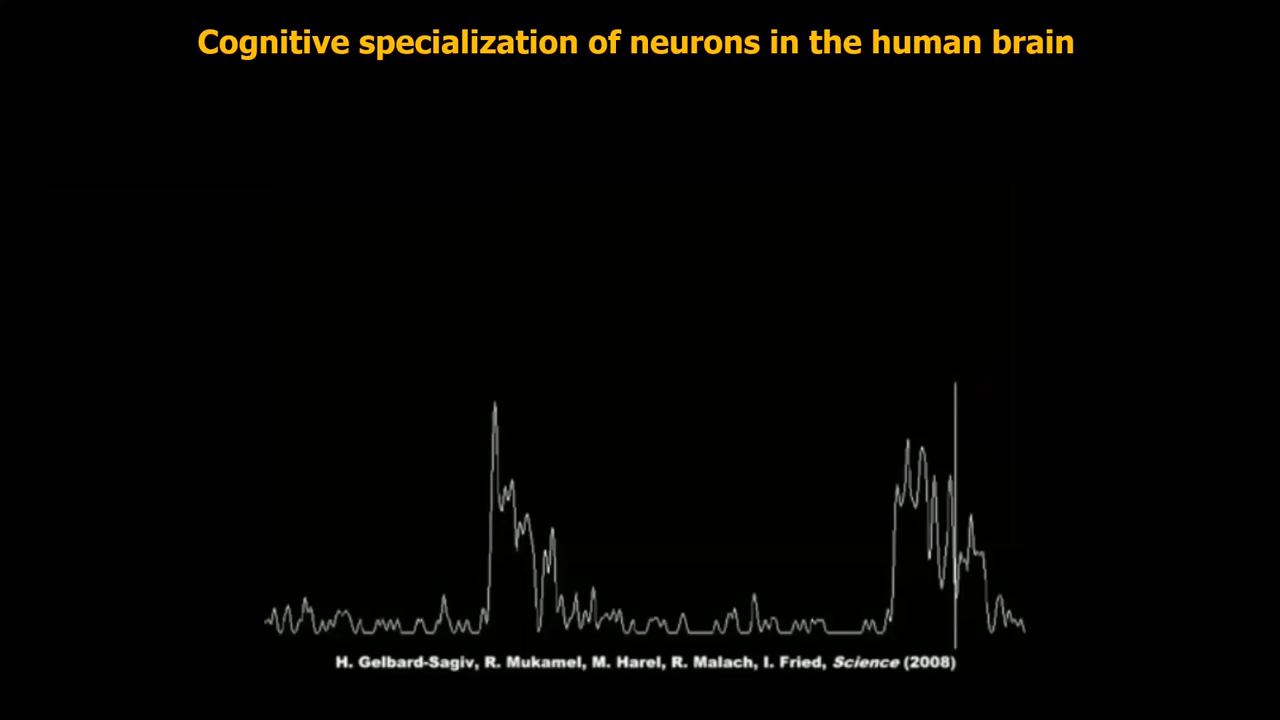 Cognitive specialization of neurons in the human brain
H. Gelbard-Sagiv, R. Mukamel, M. Harel, R. Malach, I. Fried, Science (2008)